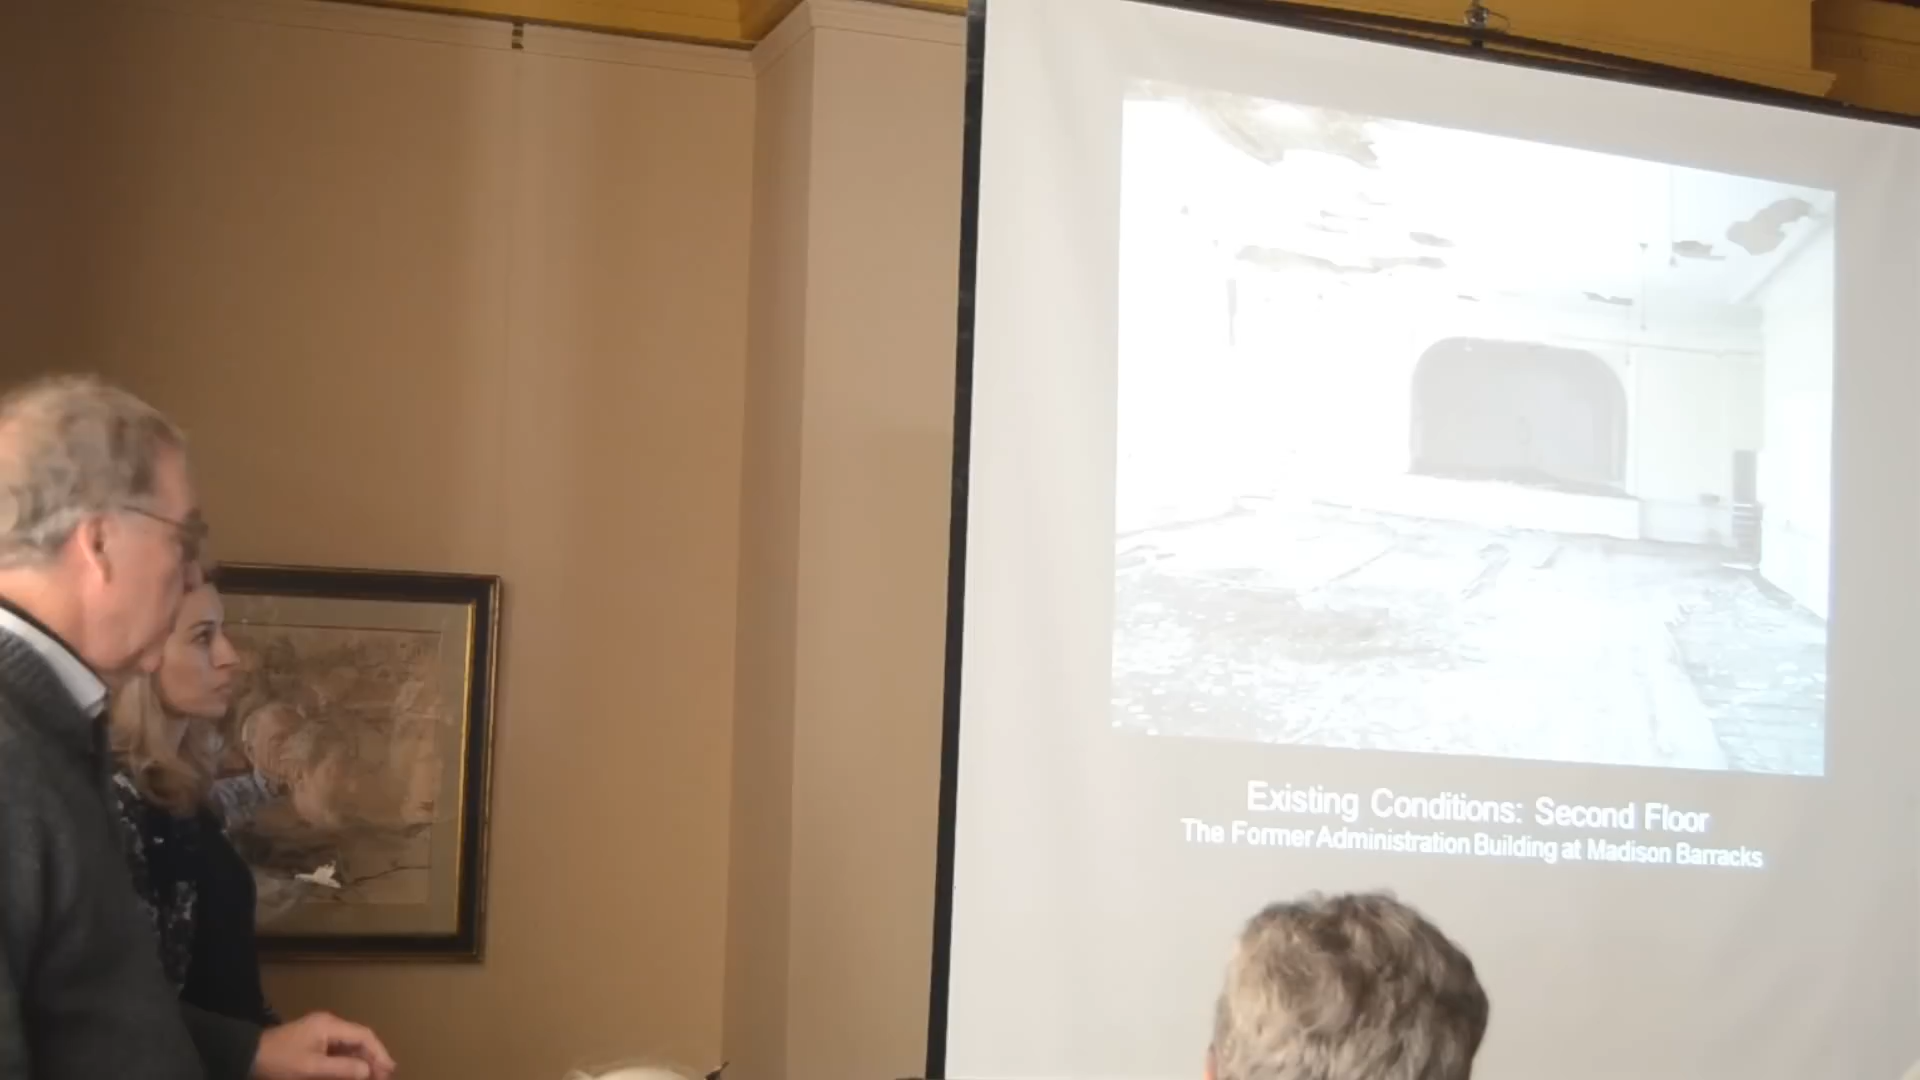 Existing Conditions: Second Floor
The Former Administration Building at Madison Barracks